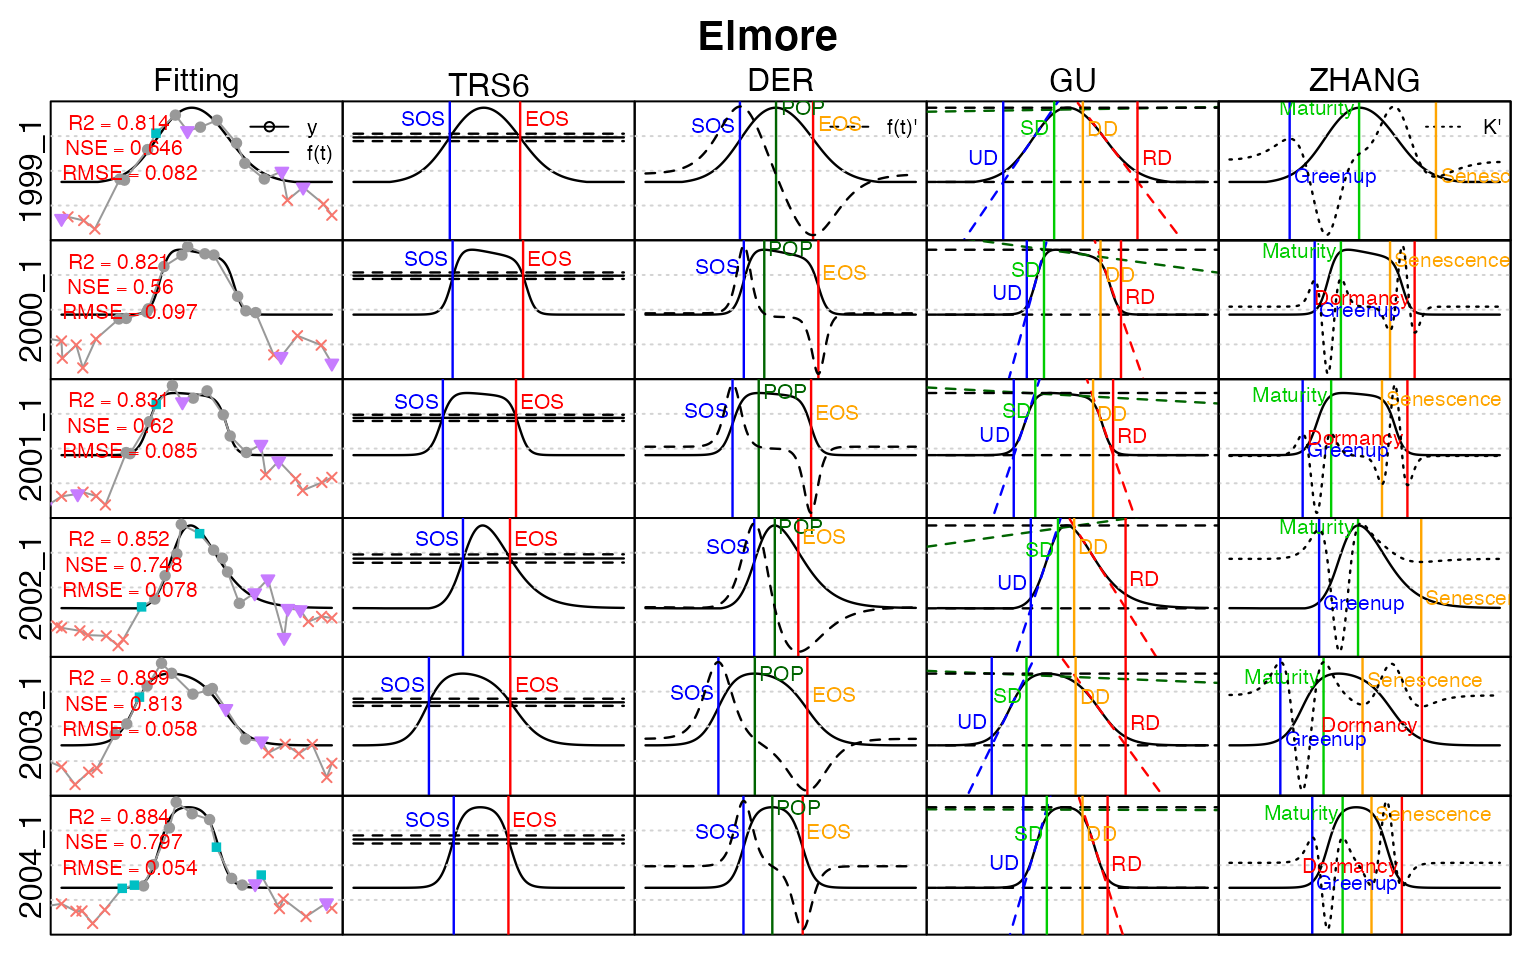 Elmore
Fitting TRS6 DER GU ZHANG
1999_1
R2 = 0.814
NSE = 0.646
RMSE = 0.082
y
f(t)
SOS EOS
SOS POP EOS f(t)'
UD SD DD RD
Greenup Maturity Senesc K'
2000_1
R2 = 0.821
NSE = 0.56
RMSE = 0.097
SOS EOS
SOS POP EOS
UD SD DD RD
Greenup Maturity Senescence Dormancy
2001_1
R2 = 0.831
NSE = 0.62
RMSE = 0.085
SOS EOS
SOS POP EOS
UD SD DD RD
Greenup Maturity Senescence Dormancy
2002_1
R2 = 0.852
NSE = 0.748
RMSE = 0.078
SOS EOS
SOS POP EOS
UD SD DD RD
Greenup Maturity Senescen
2003_1
R2 = 0.899
NSE = 0.813
RMSE = 0.058
SOS EOS
SOS POP EOS
UD SD DD RD
Greenup Maturity Senescence Dormancy
2004_1
R2 = 0.884
NSE = 0.797
RMSE = 0.054
SOS EOS
SOS POP EOS
UD SD DD RD
Greenup Maturity Senescence Dormancy